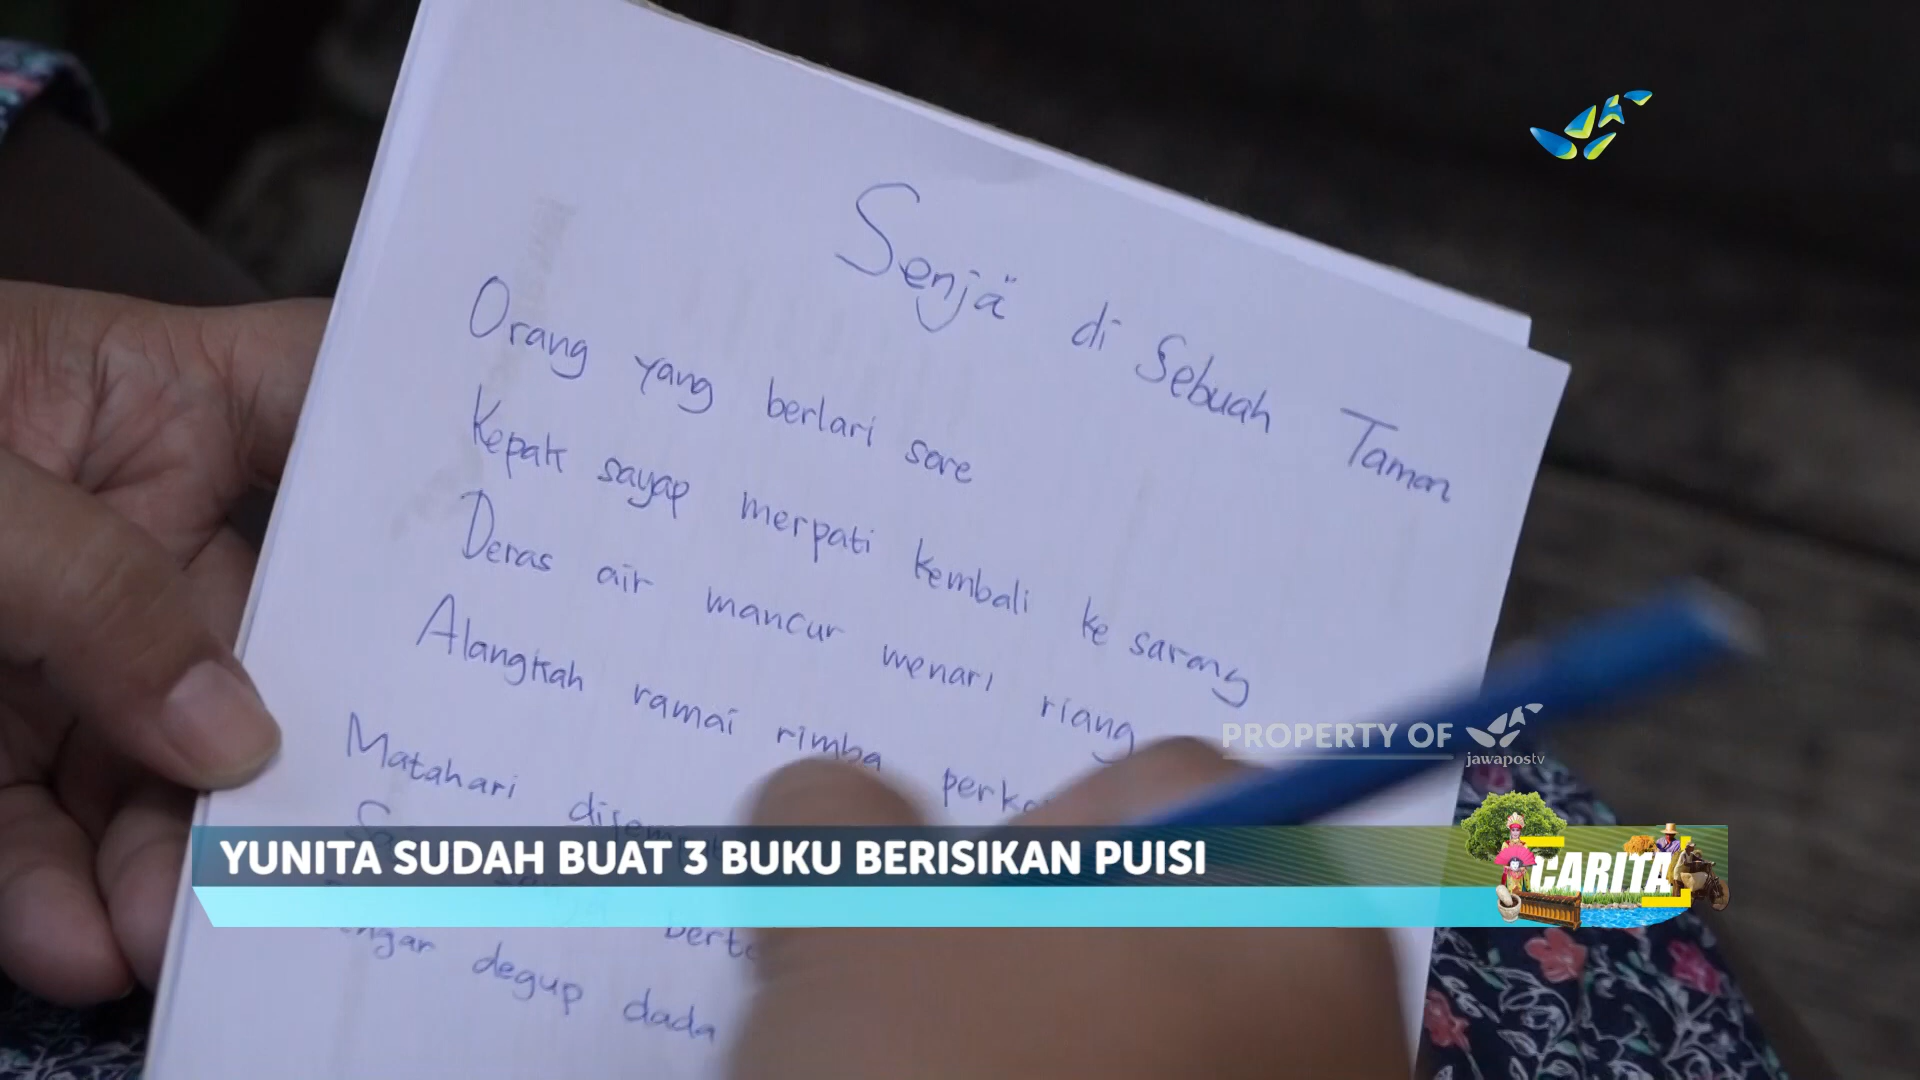 Senja di Sebuah Taman
Orang yang berlari sore
Kepak sayap merpati kembali ke sarang
Deras air mancur menari riang
Alangkah ramai rimba
Matahari
degup dada
PROPERTY OF
jawapostv
YUNITA SUDAH BUAT 3 BUKU BERISIKAN PUISI
CARITA